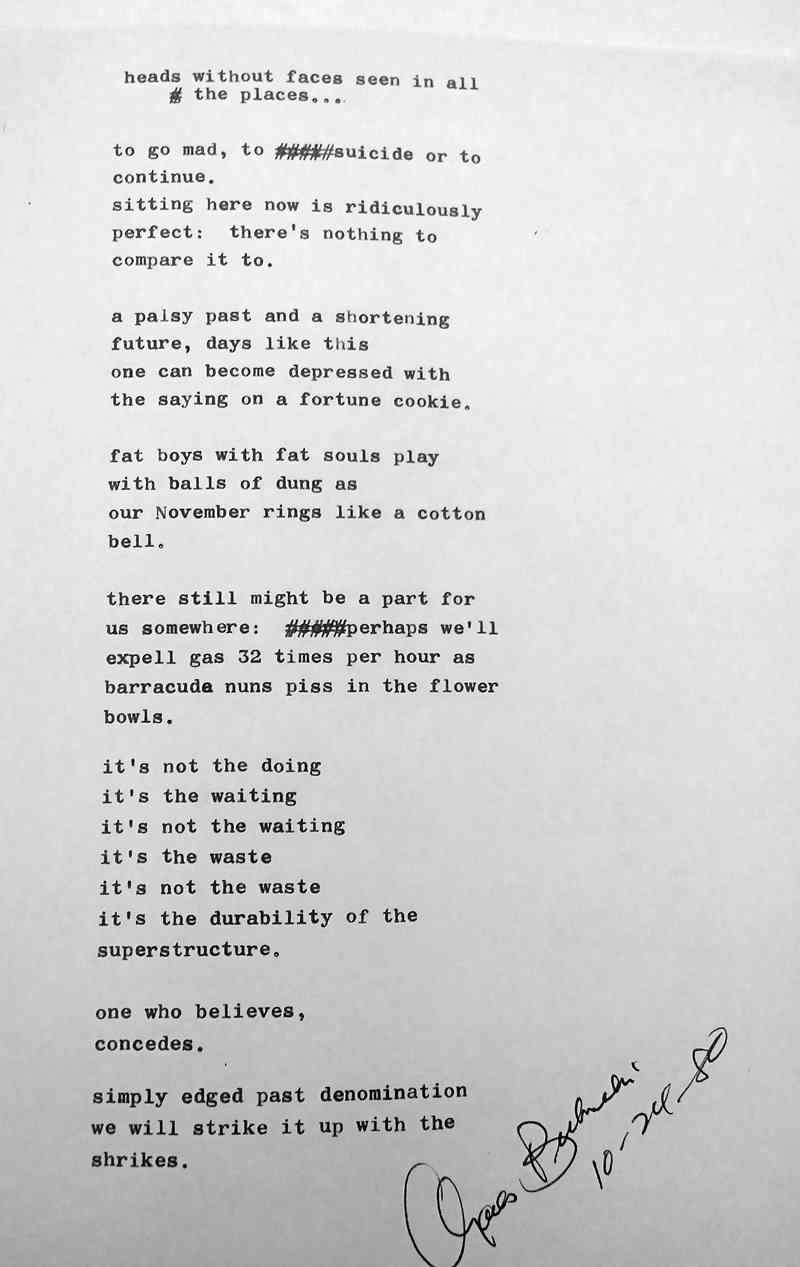 heads without faces seen in all
# the places....
to go mad, to #####suicide or to
continue.
sitting here now is ridiculously
perfect: there's nothing to
compare it to.
a palsy past and a shortening
future, days like this
one can become depressed with
the saying on a fortune cookie.
fat boys with fat souls play
with balls of dung as
our November rings like a cotton
bell.
there still might be a part for
us somewhere: #####perhaps we'll
expell gas 32 times per hour as
barracuda nuns piss in the flower
bowls.
it's not the doing
it's the waiting
it's not the waiting
it's the waste
it's not the waste
it's the durability of the
superstructure.
one who believes,
concedes.
simply edged past denomination
we will strike it up with the
shrikes.
Charles Bukowski
10-24-80